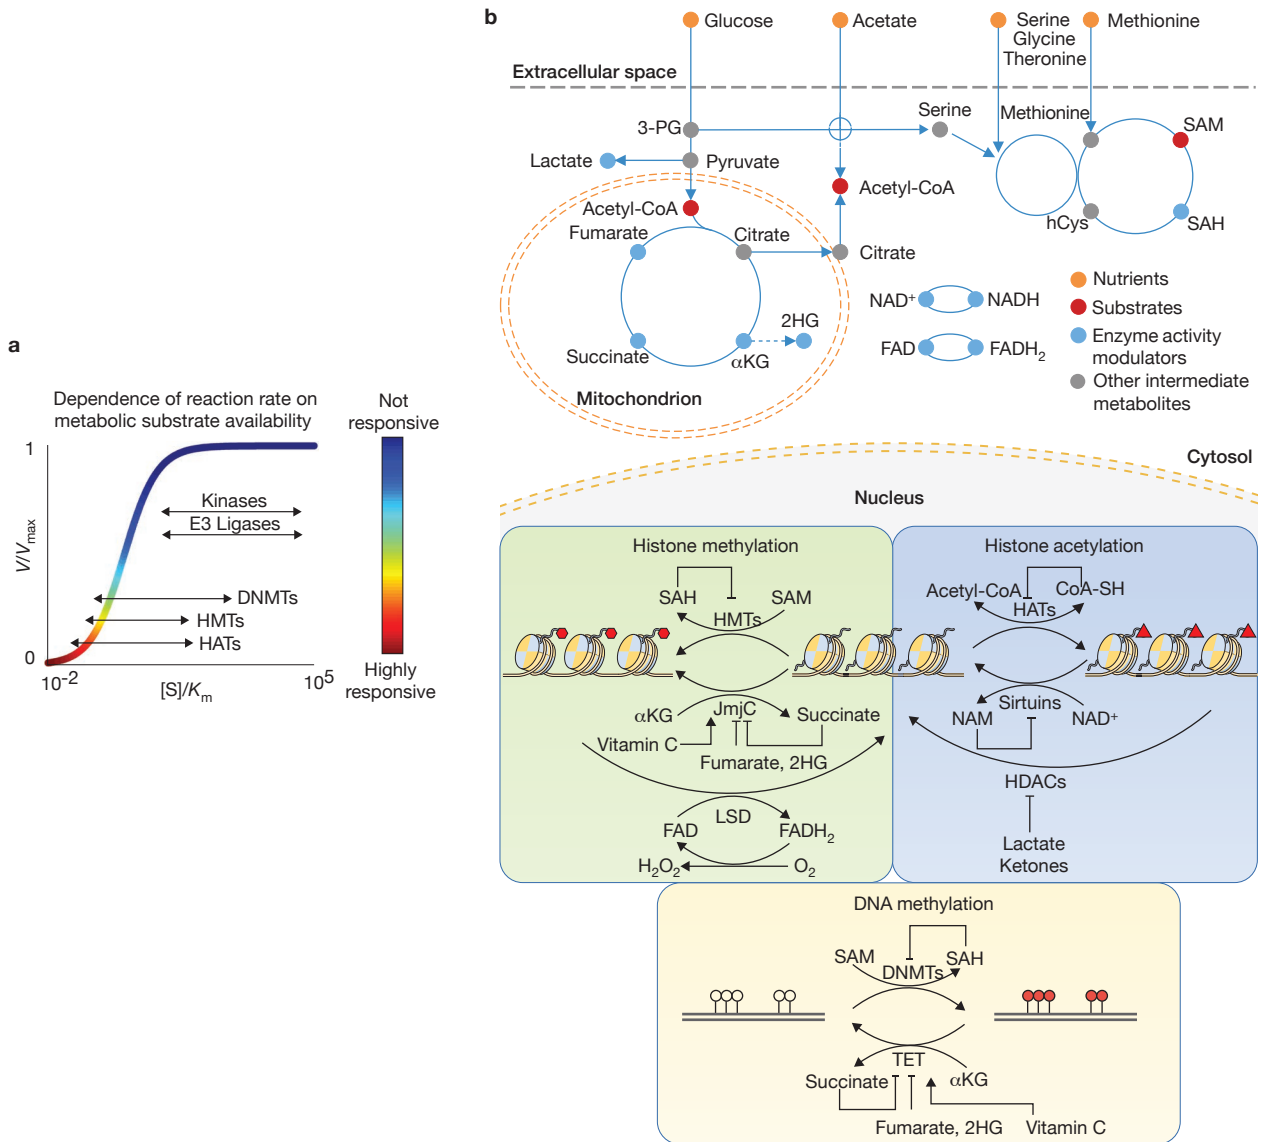 a
Dependence of reaction rate on
metabolic substrate availability
Not
responsive
1
Kinases
E3 Ligases
V/Vmax
DNMTs
HMTs
HATs
0
10-2
[S]/Km
105
Highly
responsive
b
Glucose
Acetate
Serine
Glycine
Theronine
Methionine
Extracellular space
3-PG
Serine
Methionine
SAM
Lactate
Pyruvate
Acetyl-CoA
Acetyl-CoA
Fumarate
Citrate
Citrate
hCys
SAH
NAD+
NADH
Nutrients
Substrates
2HG
Enzyme activity
modulators
FAD
FADH2
Succinate
αKG
Other intermediate
metabolites
Mitochondrion
Cytosol
Nucleus
Histone methylation
SAH
SAM
HMTs
αKG
JmjC
Succinate
Vitamin C
Fumarate, 2HG
LSD
FAD
FADH2
H2O2
O2
Histone acetylation
Acetyl-CoA
CoA-SH
HATs
Sirtuins
NAM
NAD+
HDACs
Lactate
Ketones
DNA methylation
SAM
SAH
DNMTs
TET
Succinate
αKG
Fumarate, 2HG
Vitamin C